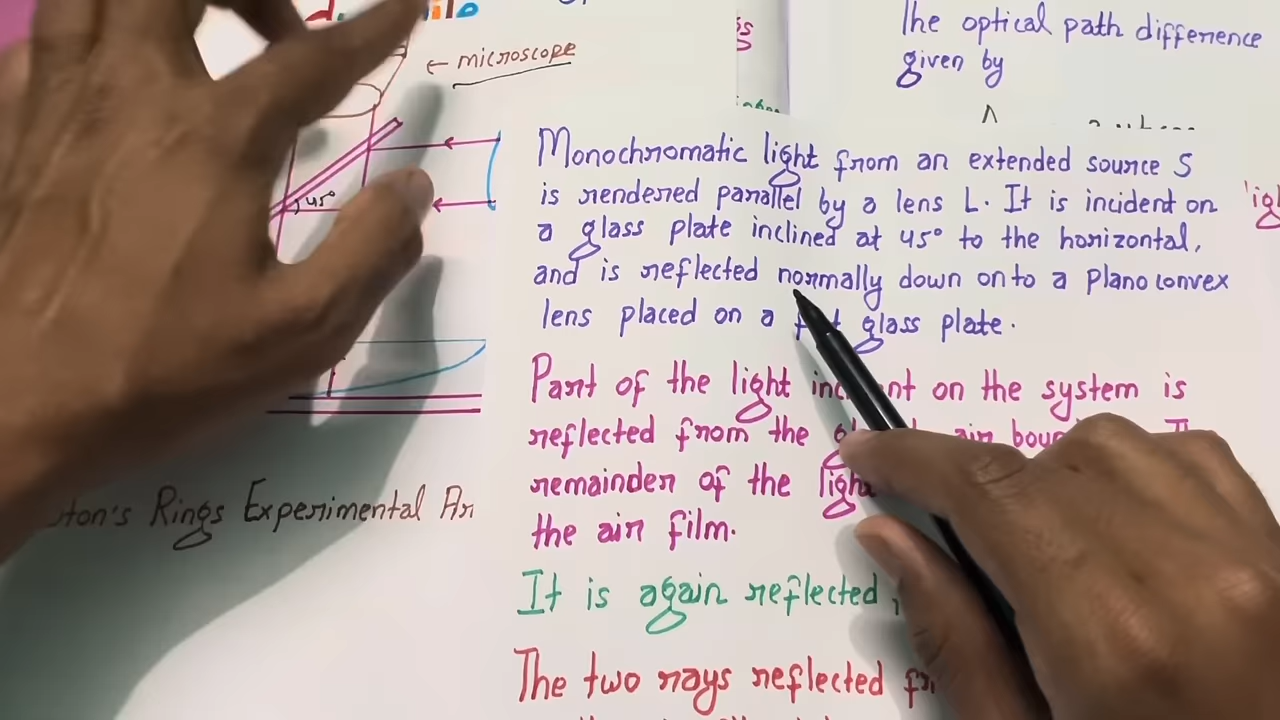 ← microscope
45°
Rings Experimental
The optical path difference
given by
Monochromatic light from an extended source S
is rendered parallel by a lens L. It is incident on
a glass plate inclined at 45° to the horizontal,
and is reflected normally down onto a plano convex
lens placed on a glass plate.
Part of the light on the system is
reflected from the air
remainder of the light
the air film.
It is again reflected
The two rays reflected